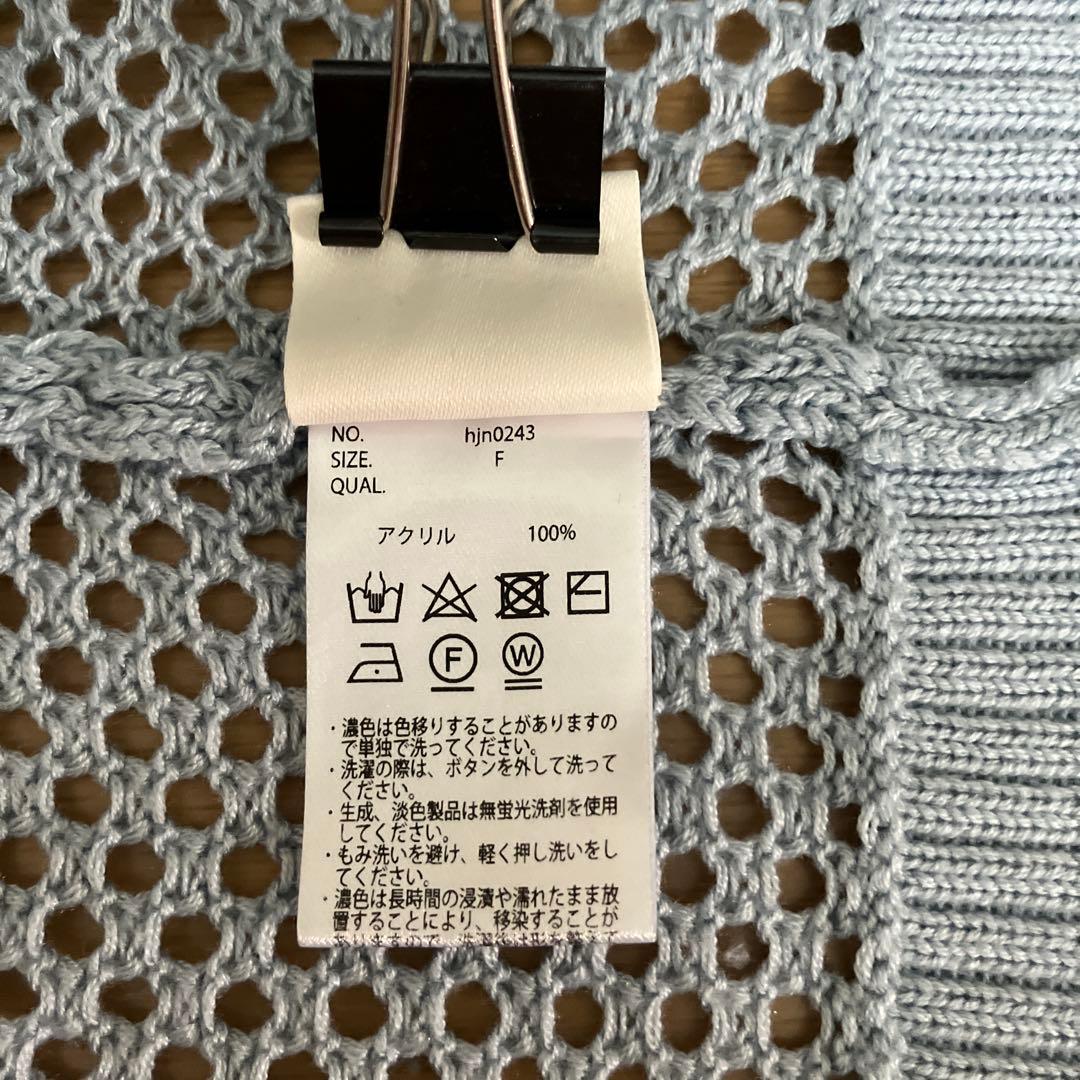 NO. hjn0243
SIZE. F
QUAL.
アクリル 100%
F W
・濃色は色移りすることがありますの
で単独で洗ってください。
・洗濯の際は、ボタンを外して洗って
ください。
・生成、淡色製品は無蛍光洗剤を使用
してください。
・もみ洗いを避け、軽く押し洗いをし
てください。
・濃色は長時間の浸漬や濡れたまま放
置することにより、移染することが